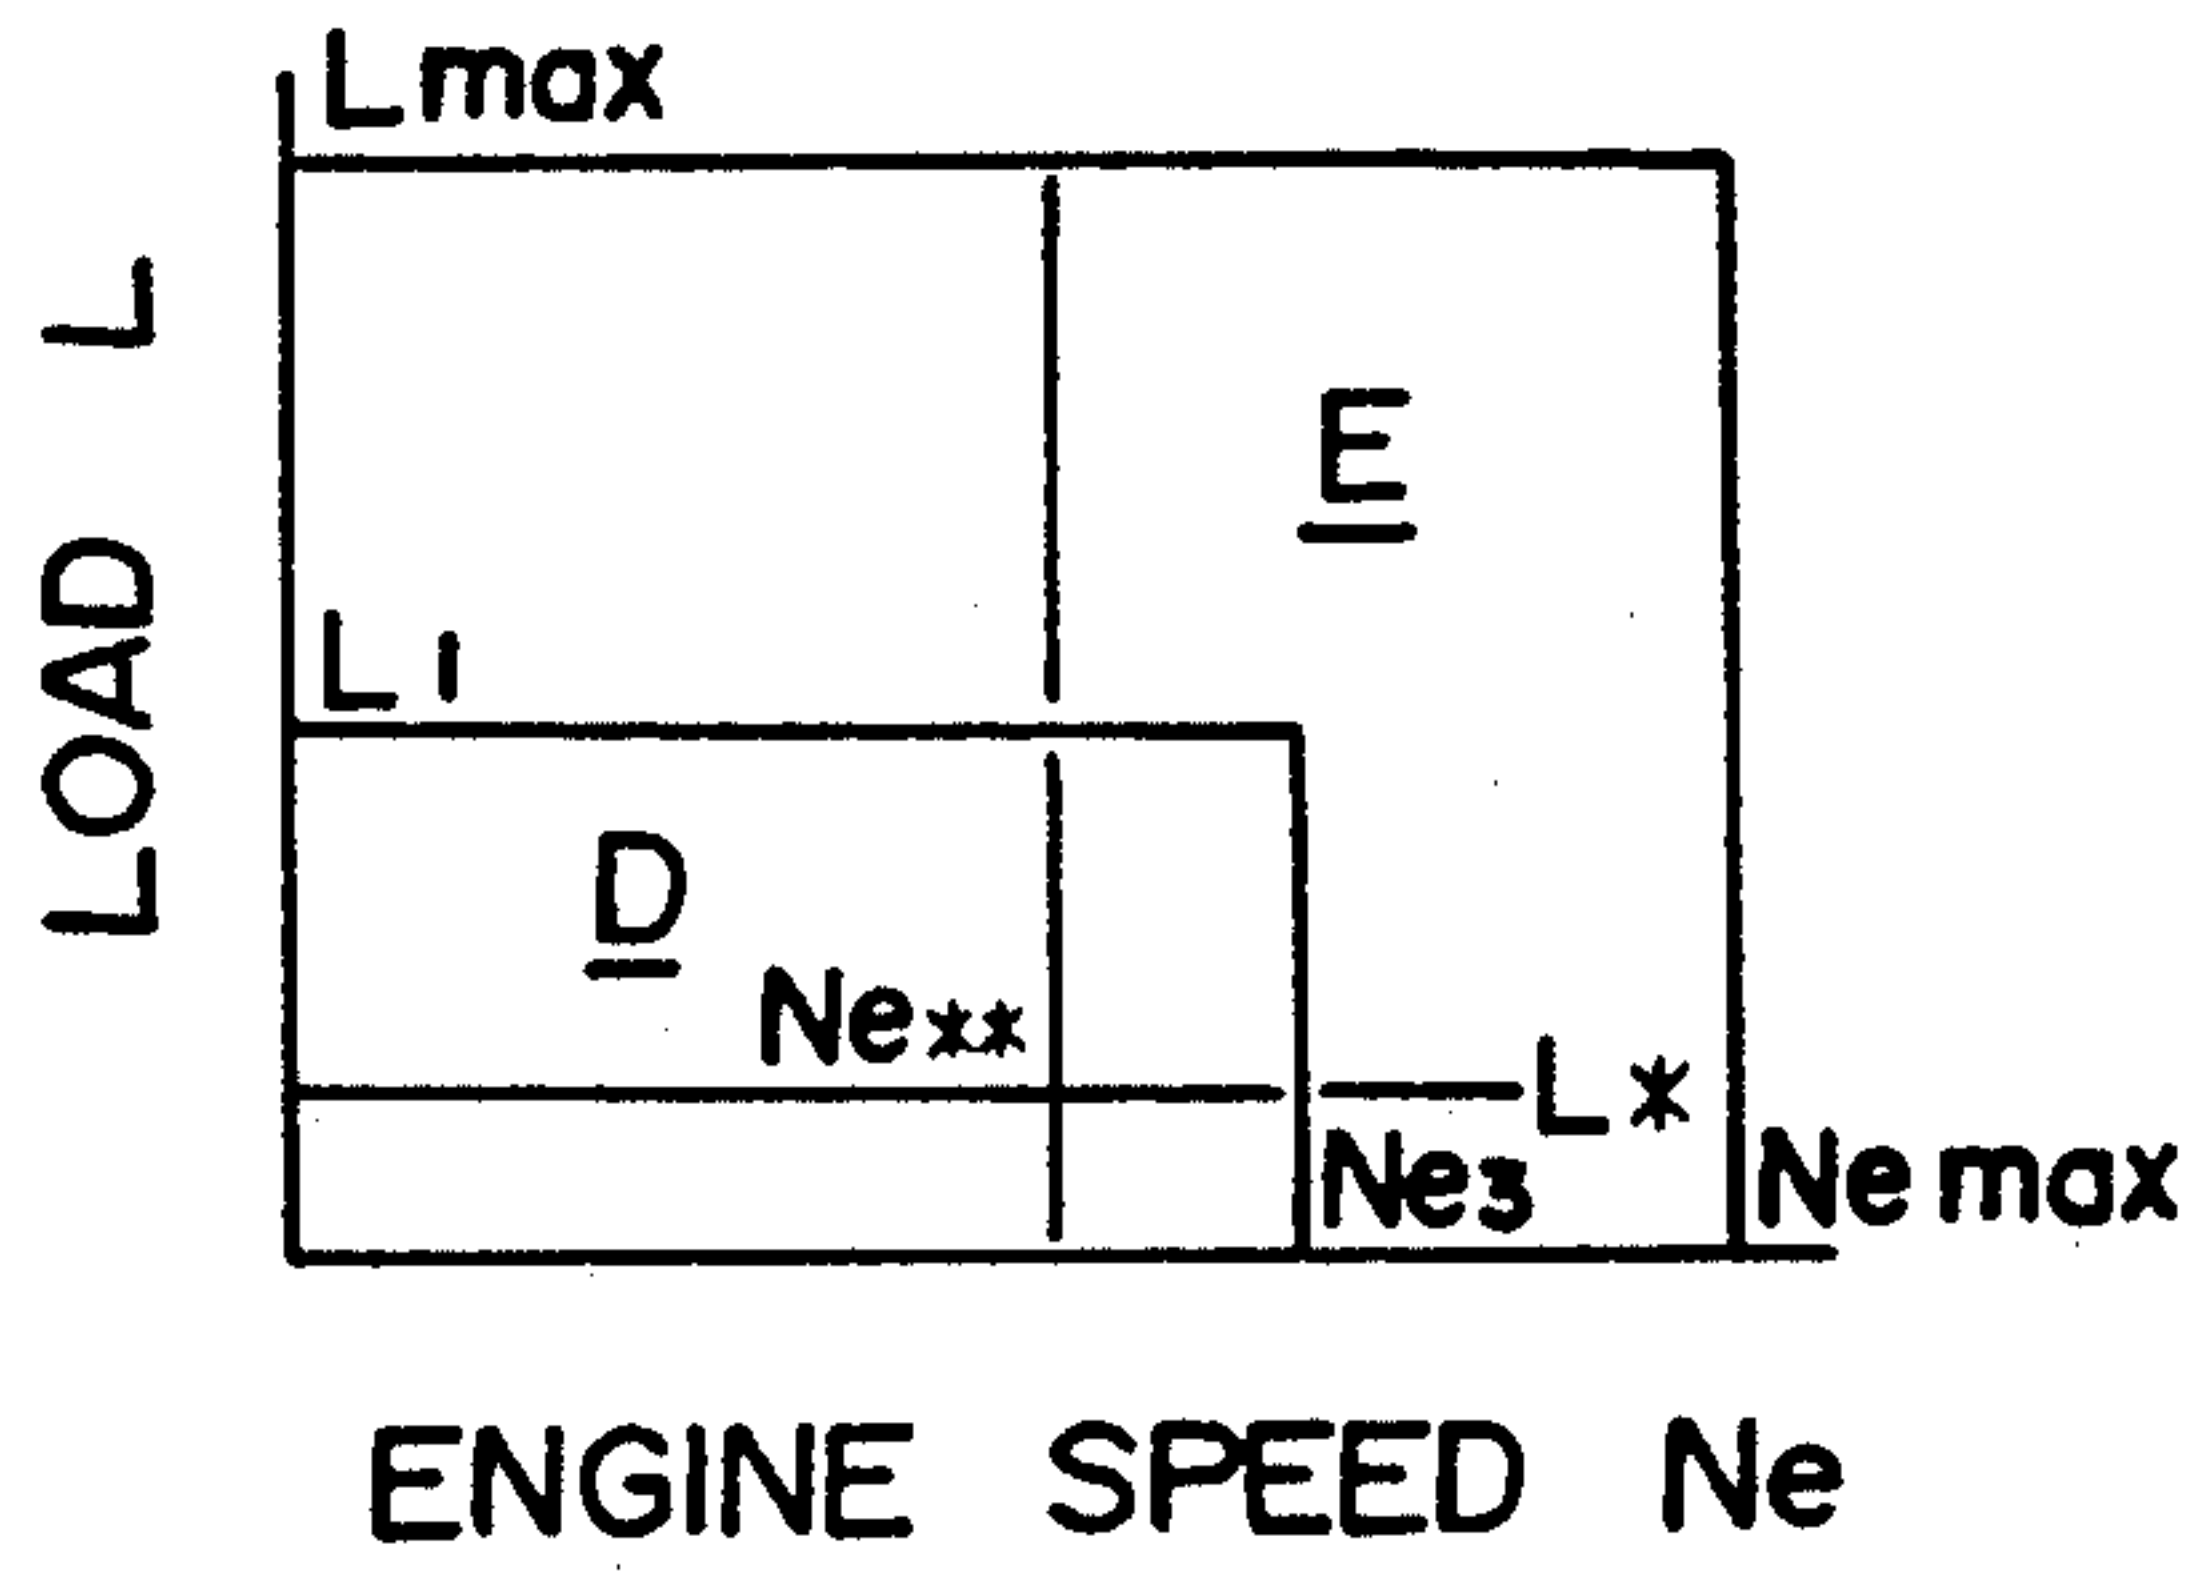 Lmax
LOAD L
E
L1
D
Ne**
L*
Ne3
Ne max
ENGINE SPEED Ne